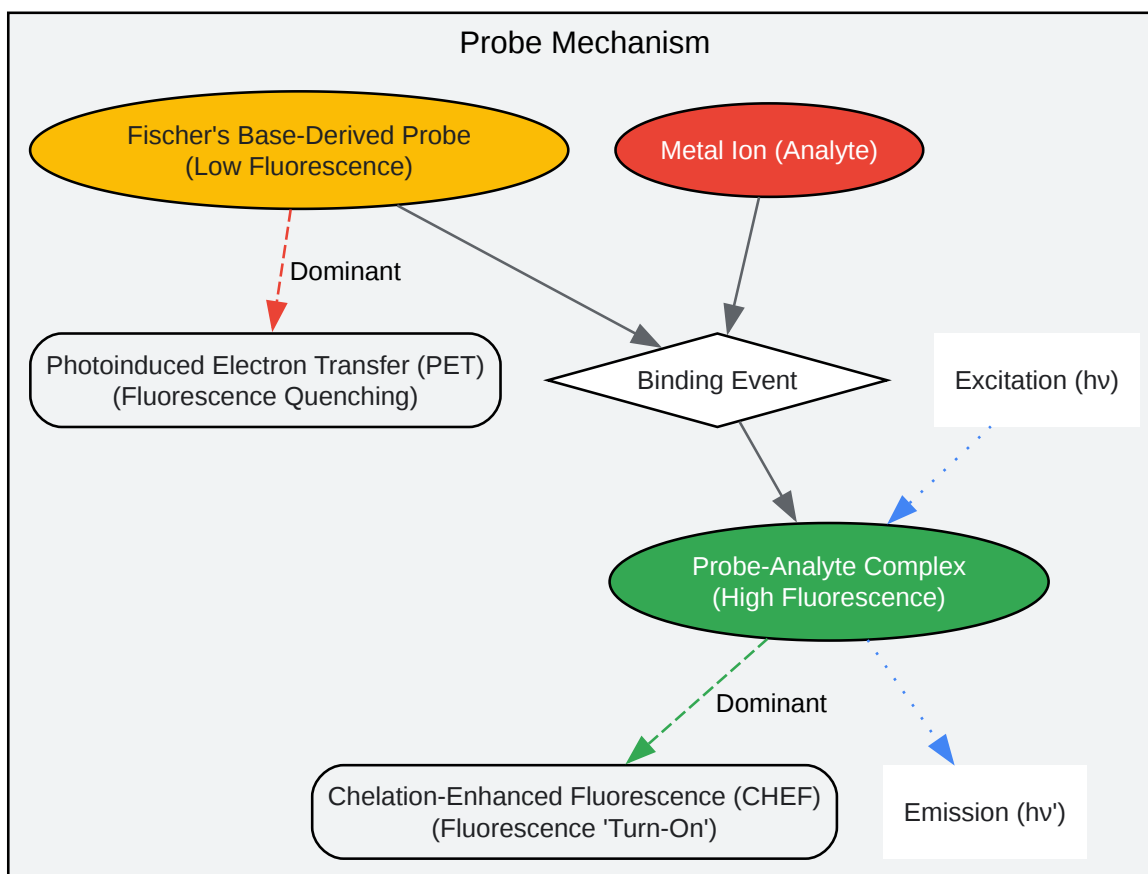 Probe Mechanism
Fischer's Base-Derived Probe
(Low Fluorescence)
Metal Ion (Analyte)
Dominant
Photoinduced Electron Transfer (PET)
(Fluorescence Quenching)
Binding Event
Excitation (hν)
Probe-Analyte Complex
(High Fluorescence)
Dominant
Chelation-Enhanced Fluorescence (CHEF)
(Fluorescence 'Turn-On')
Emission (hν')